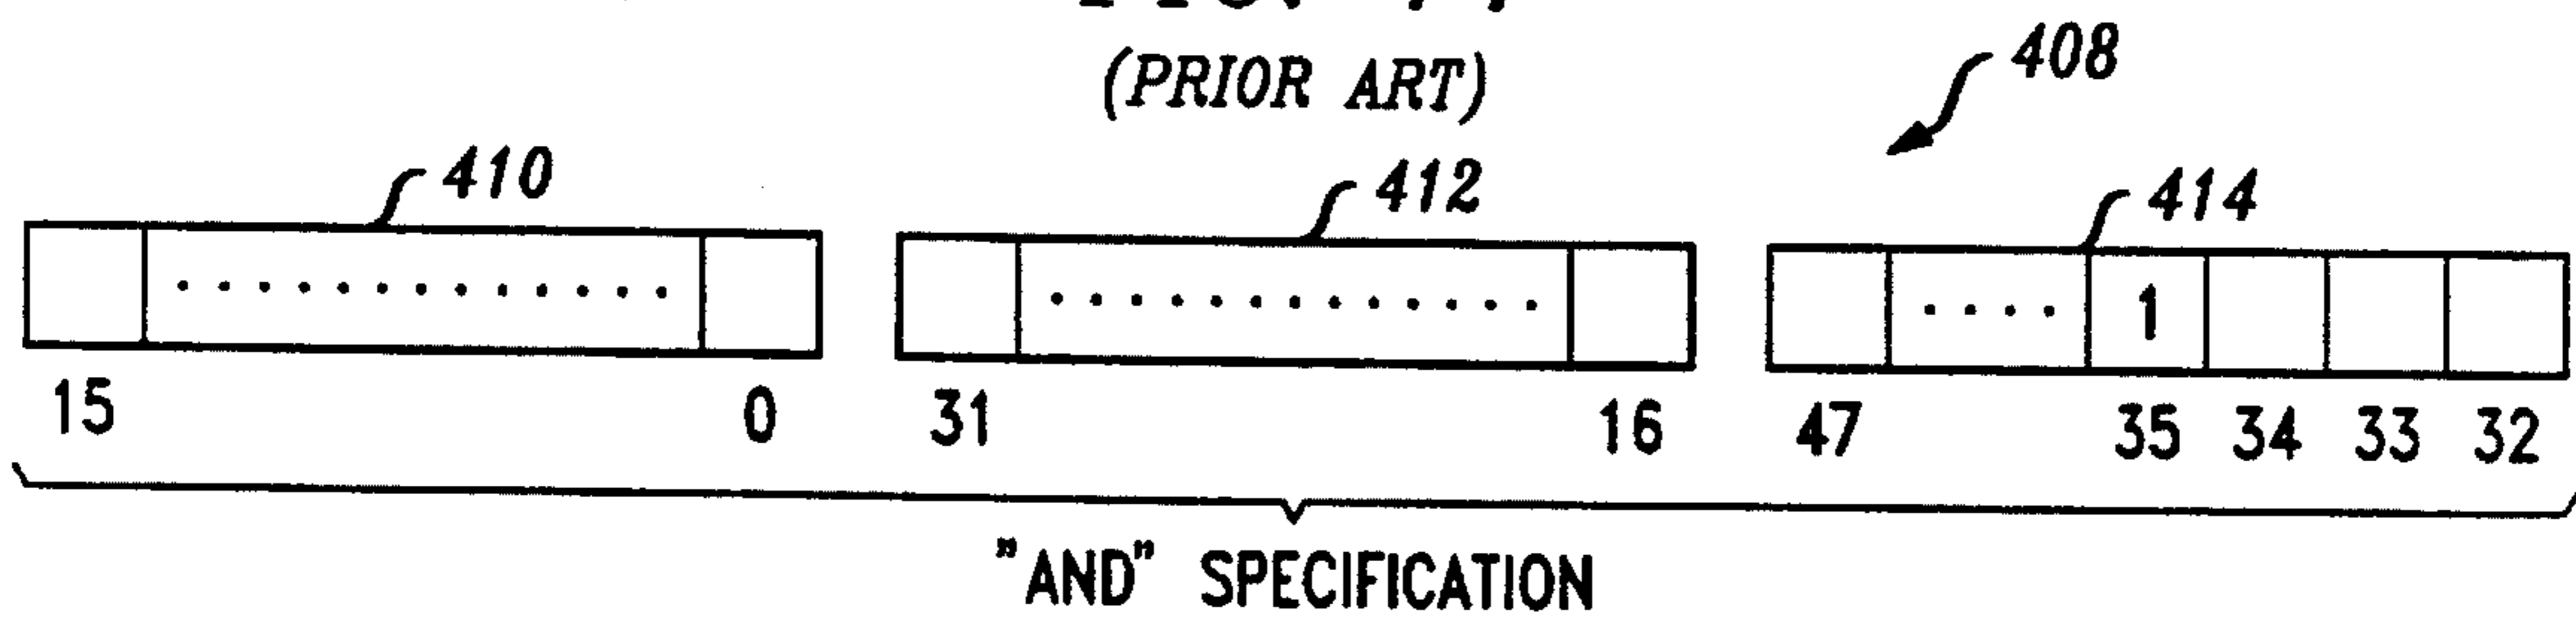 (PRIOR ART)
408
410
412
414
1
15 0 31 16 47 35 34 33 32
"AND" SPECIFICATION